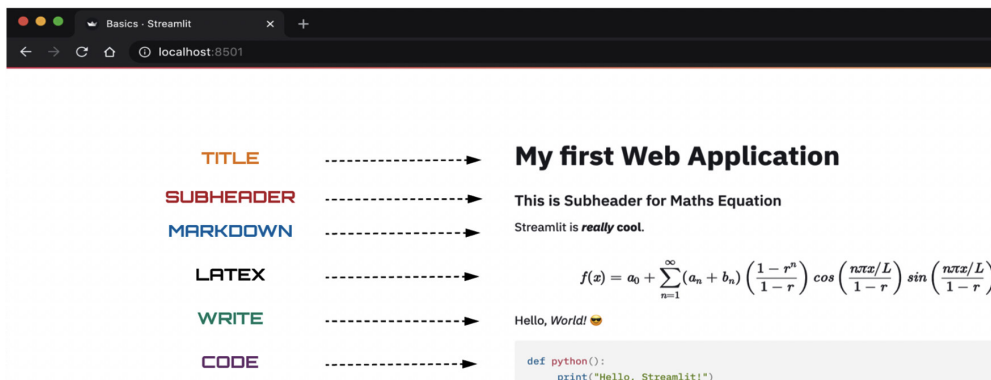 Basics · Streamlit
localhost:8501
TITLE
My first Web Application
SUBHEADER
This is Subheader for Maths Equation
MARKDOWN
Streamlit is really cool.
LATEX
f(x) = a₀ + ∑ₙ₌₁^∞ (aₙ + bₙ) ((1 − rⁿ)/(1 − r)) cos ((nπx/L)/(1 − r)) sin ((nπx/L)/(1 − r))
WRITE
Hello, World! 😎
CODE
def python():
print("Hello, Streamlit!")